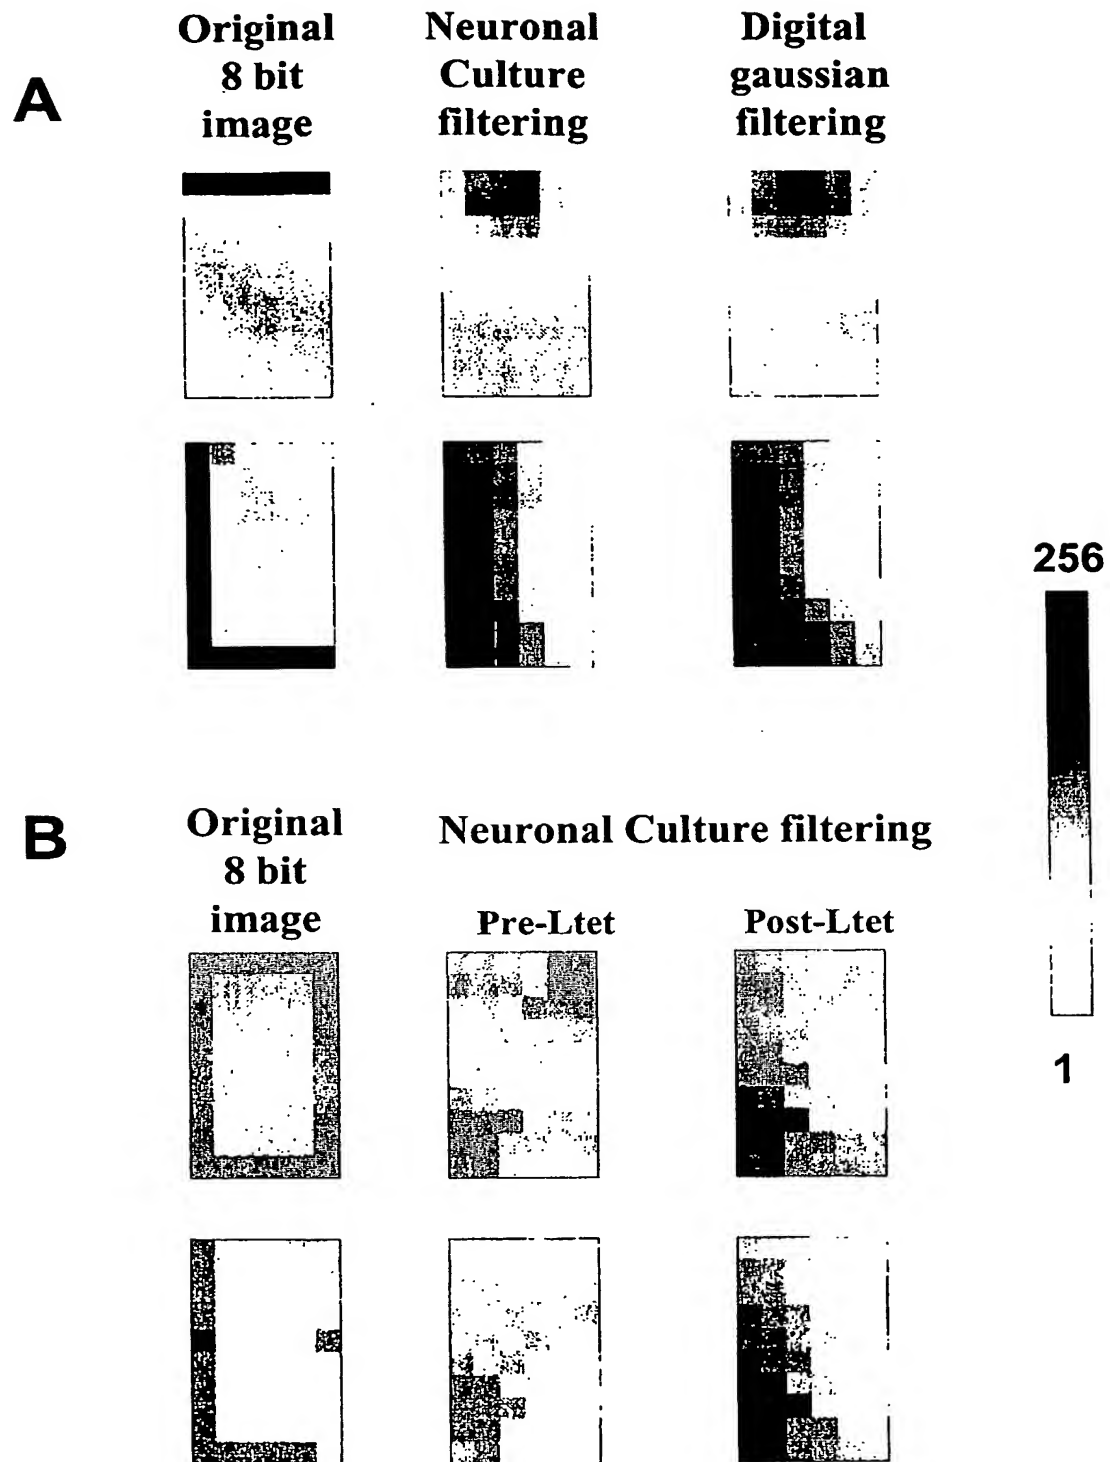 A
Original
8 bit
image
Neuronal
Culture
filtering
Digital
gaussian
filtering
256
1
B
Original
8 bit
image
Neuronal Culture filtering
Pre-Ltet
Post-Ltet